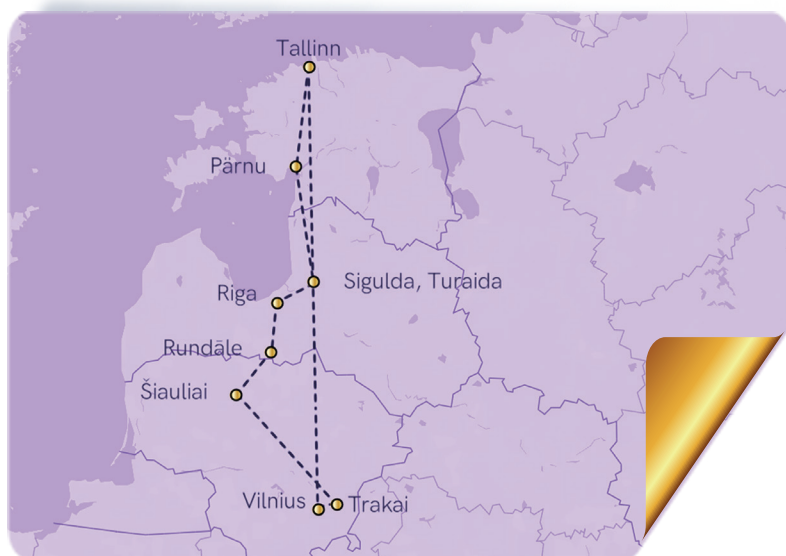 Tallinn
Pärnu
Sigulda, Turaida
Riga
Rundāle
Šiauliai
Vilnius
Trakai